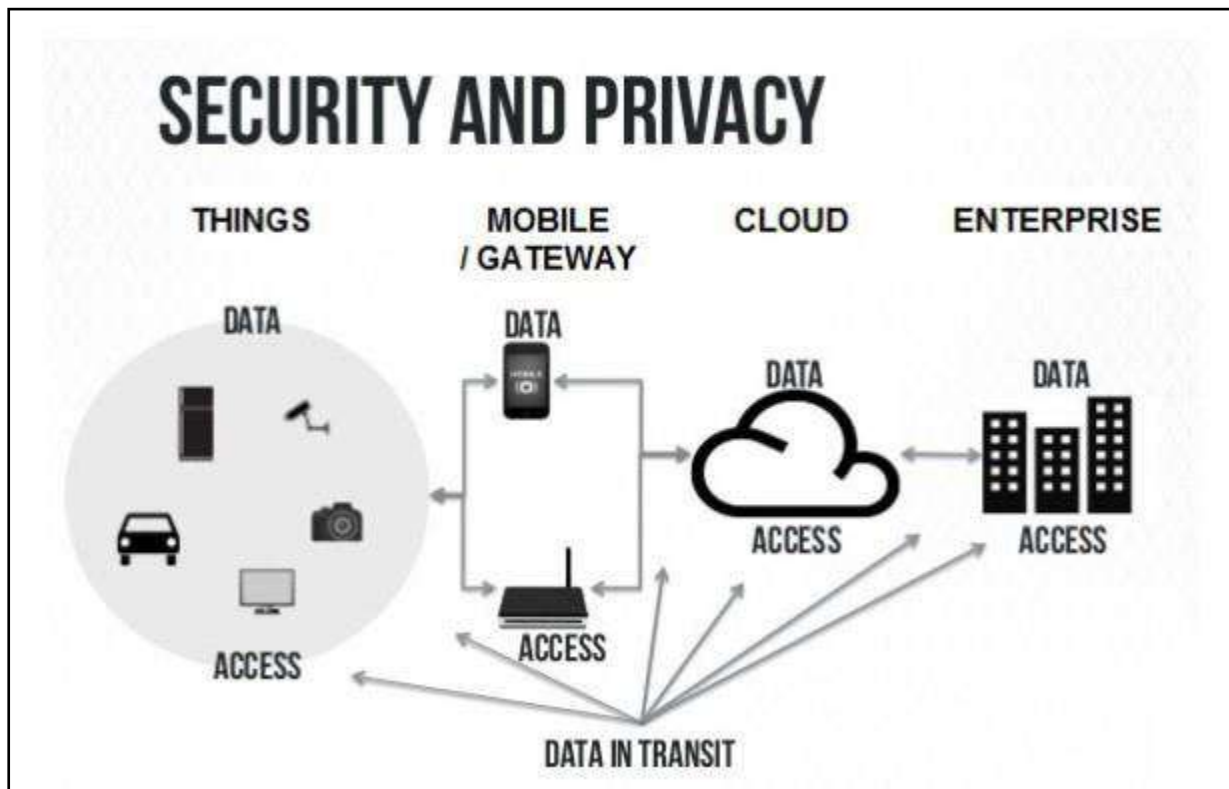 SECURITY AND PRIVACY
THINGS
MOBILE
/ GATEWAY
CLOUD
ENTERPRISE
DATA
DATA
DATA
DATA
ACCESS
ACCESS
ACCESS
ACCESS
DATA IN TRANSIT